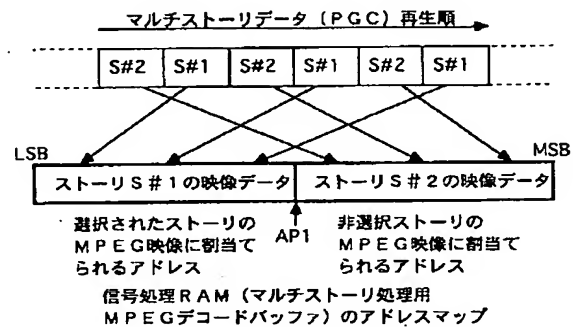 マルチストーリデータ(PGC)再生順
S#2 S#1 S#2 S#1 S#2 S#1
LSB MSB
ストーリS#1の映像データ ストーリS#2の映像データ
AP1
選択されたストーリの
MPEG映像に割当て
られるアドレス
非選択ストーリの
MPEG映像に割当て
られるアドレス
信号処理RAM(マルチストーリ処理用
MPEGデコードバッファ)のアドレスマップ